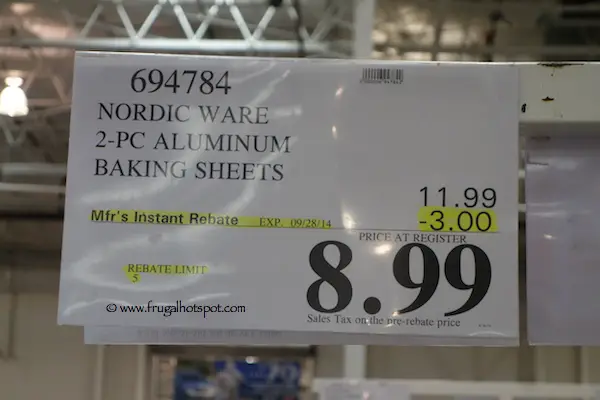 694784
NORDIC WARE
2-PC ALUMINUM
BAKING SHEETS
11.99
Mfr's Instant Rebate EXP. 09/28/14 -3.00
PRICE AT REGISTER
8.99
REBATE LIMIT
5
Sales Tax on the pre-rebate price
© www.frugalhotspot.com